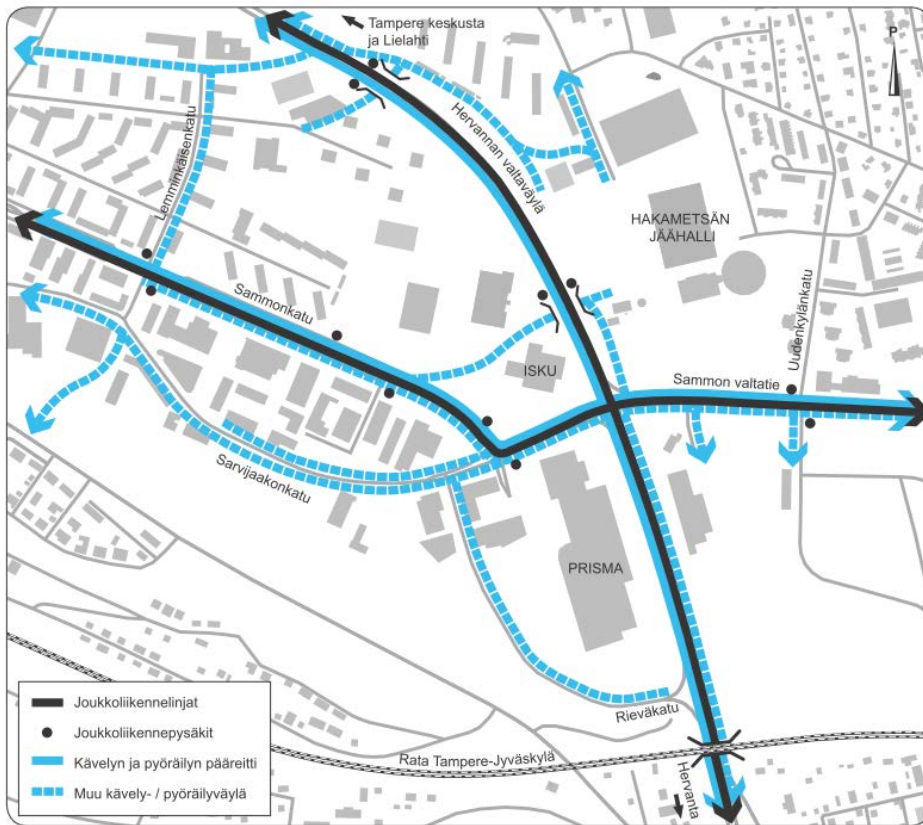 Tampere keskusta
ja Lielahti
P
Hervannan valtaväylä
Lemminkäisenkatu
HAKAMETSÄN
JÄÄHALLI
Sammonkatu
Uudenkylänkatu
ISKU
Sammon valtatie
Sarvijaakonkatu
PRISMA
Rieväkatu
Rata Tampere-Jyväskylä
Hervanta
Joukkoliikennelinjat
Joukkoliikennepysäkit
Kävelyn ja pyöräilyn pääreitti
Muu kävely- / pyöräilyväylä